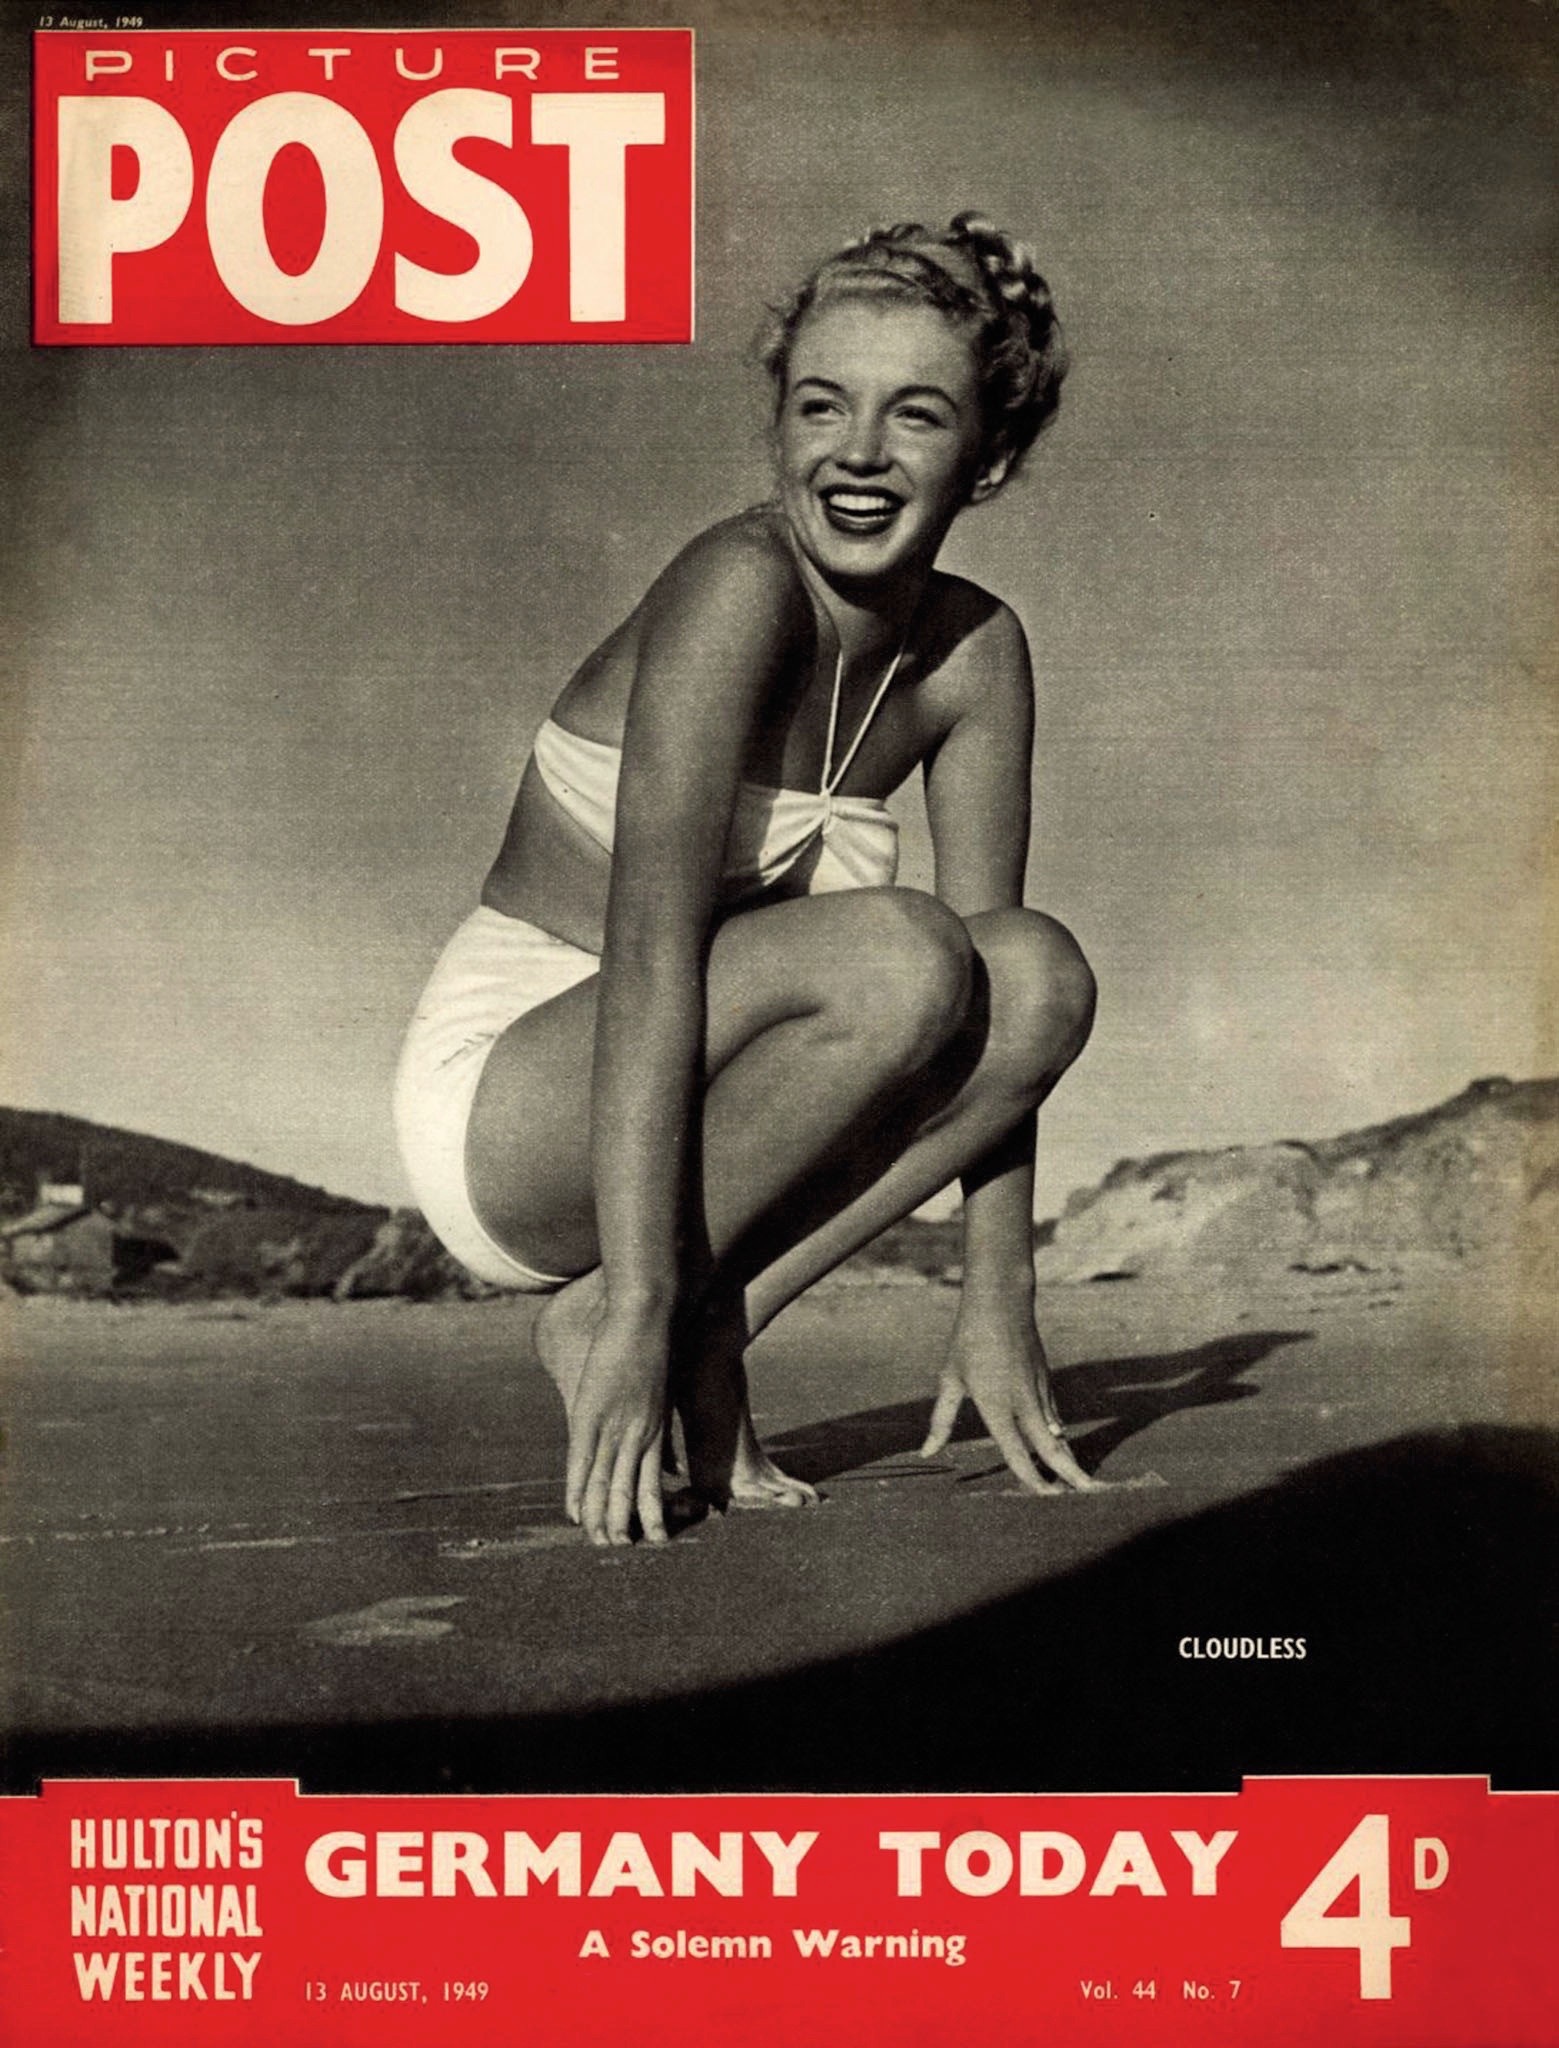 13 August, 1949
PICTURE
POST
CLOUDLESS
HULTON'S
NATIONAL
WEEKLY
GERMANY TODAY
A Solemn Warning
13 AUGUST, 1949
Vol. 44 No. 7
4D